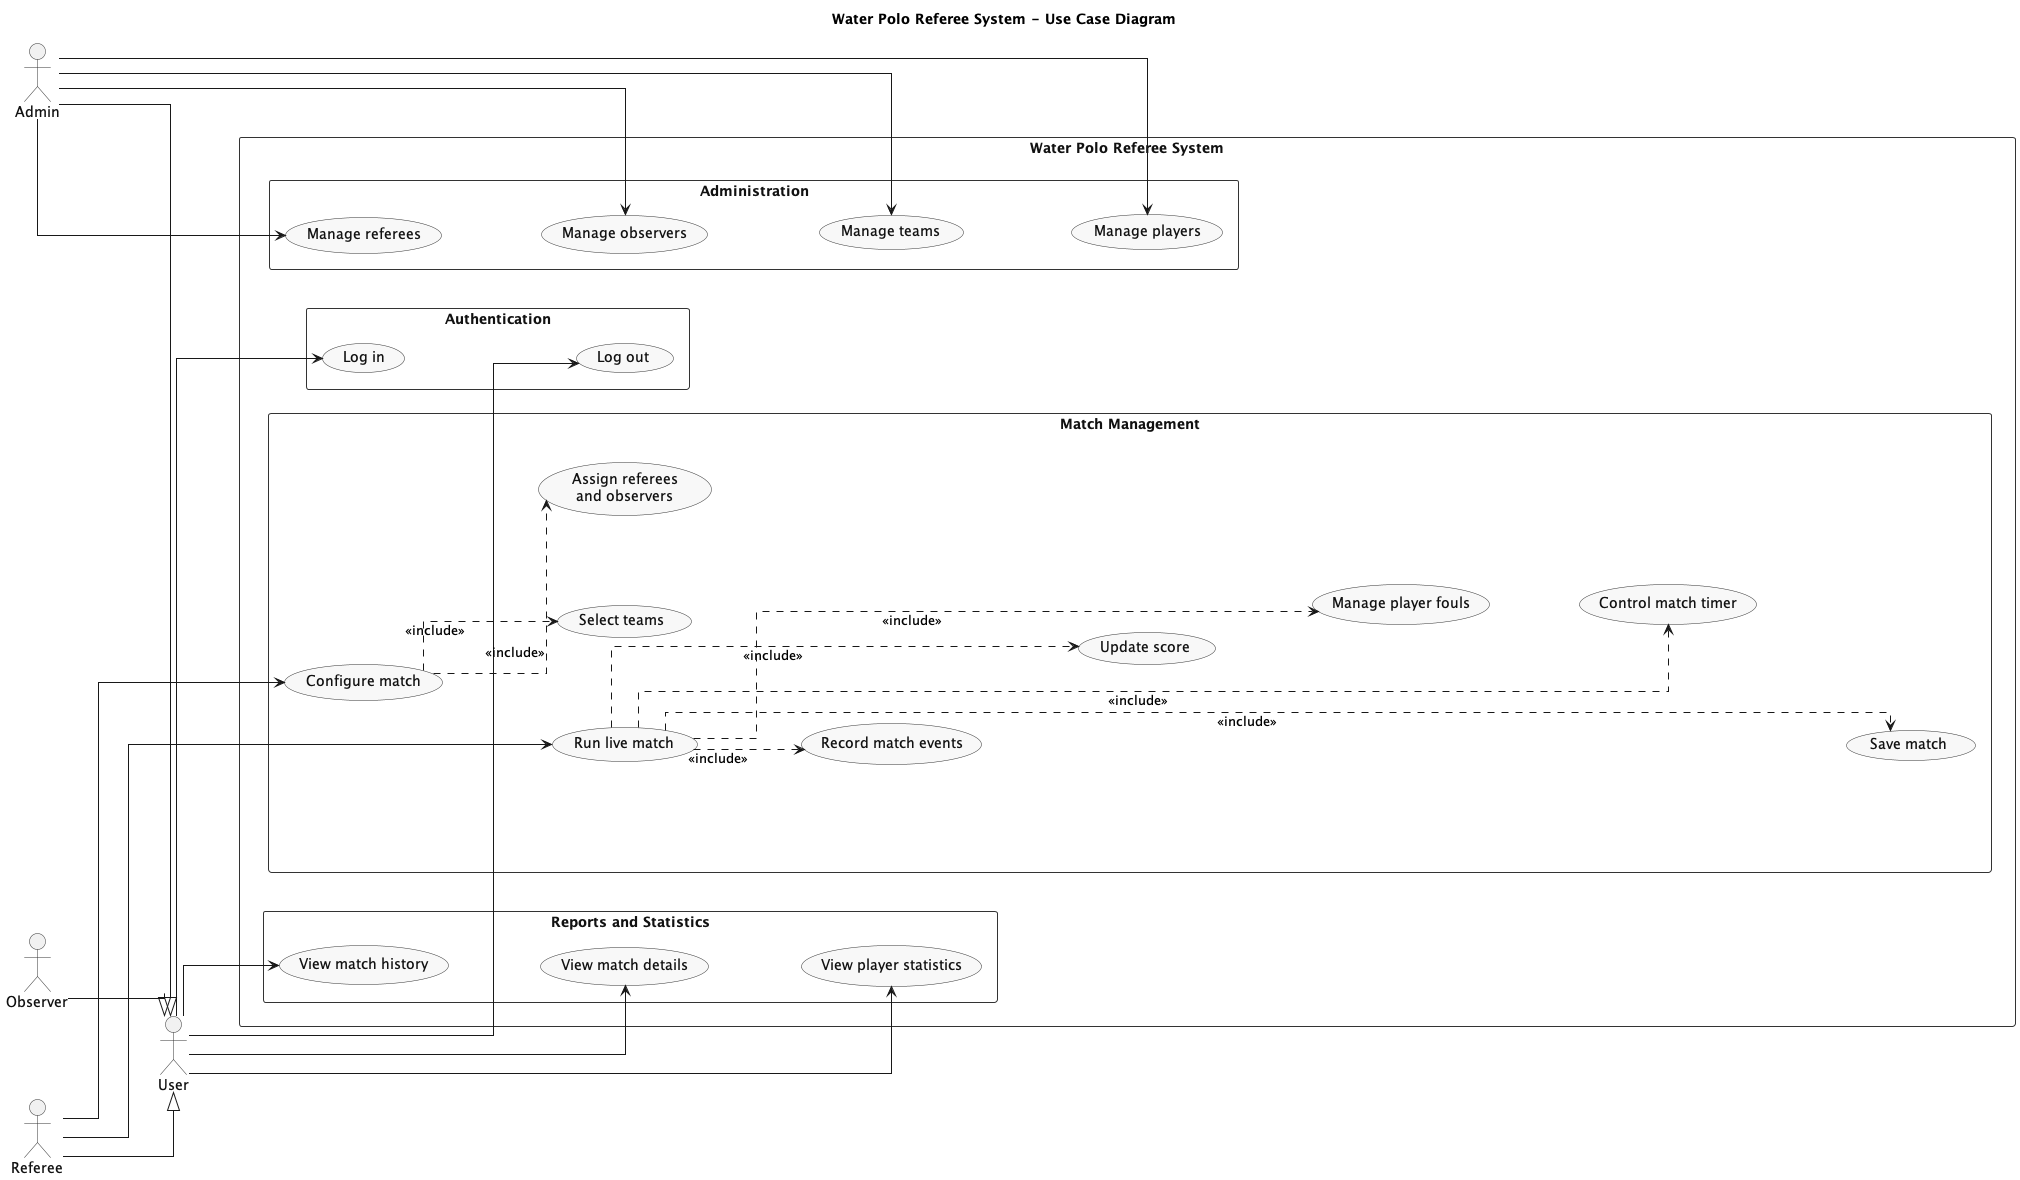 Water Polo Referee System – Use Case Diagram
Admin
Water Polo Referee System
Administration
Manage referees
Manage observers
Manage teams
Manage players
Authentication
Log in
Log out
Match Management
Assign referees
and observers
Select teams
«include»
«include»
Configure match
Manage player fouls
Control match timer
«include»
Update score
«include»
«include»
«include»
Run live match
Record match events
«include»
Save match
Reports and Statistics
View match history
View match details
View player statistics
Observer
User
Referee